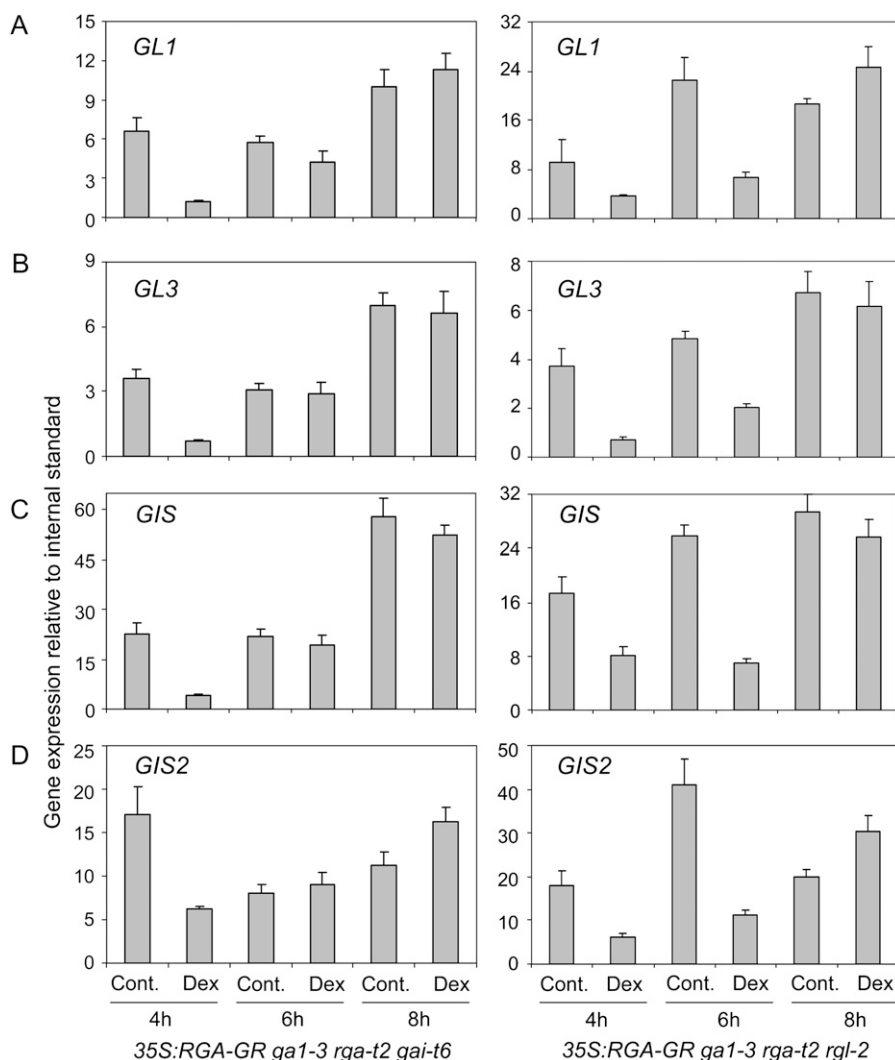 A
GL1
15
12
9
6
3
0
GL1
32
24
16
8
0
B
GL3
9
6
3
0
GL3
8
6
4
2
0
C
GIS
60
45
30
15
0
GIS
32
24
16
8
0
D
GIS2
25
20
15
10
5
0
GIS2
50
40
30
20
10
0
Gene expression relative to internal standard
Cont. Dex Cont. Dex Cont. Dex
4h 6h 8h
35S:RGA-GR ga1-3 rga-t2 gai-t6
Cont. Dex Cont. Dex Cont. Dex
4h 6h 8h
35S:RGA-GR ga1-3 rga-t2 rgl-2